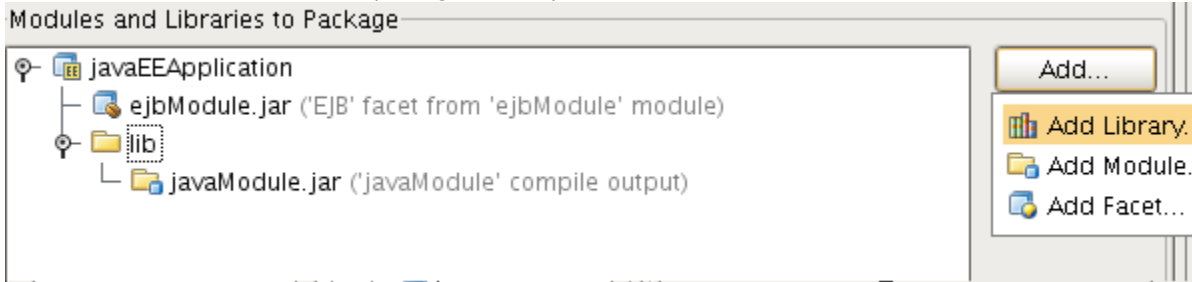 Modules and Libraries to Package
javaEEApplication
Add...
ejbModule.jar ('EJB' facet from 'ejbModule' module)
Add Library.
lib
Add Module.
javaModule.jar ('javaModule' compile output)
Add Facet...